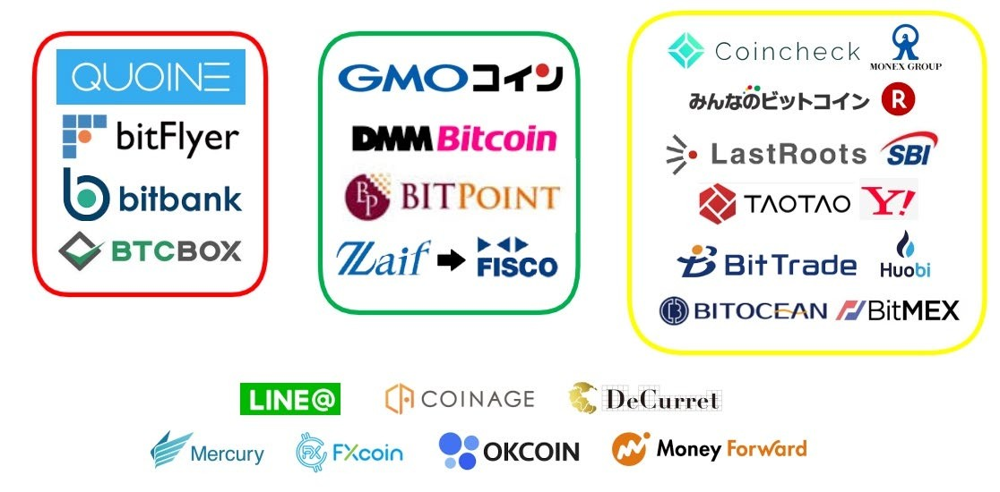 QUOINE
bitFlyer
bitbank
BTCBOX
GMOコイン
DMM Bitcoin
BP BITPOINT
Zaif FISCO
Coincheck MONEX GROUP
みんなのビットコイン R
LastRoots SBI
TAOTAO Y!
BitTrade Huobi
BITOCEAN BitMEX
LINE@ COINAGE DeCurret
Mercury FX FXcoin OKCOIN Money Forward